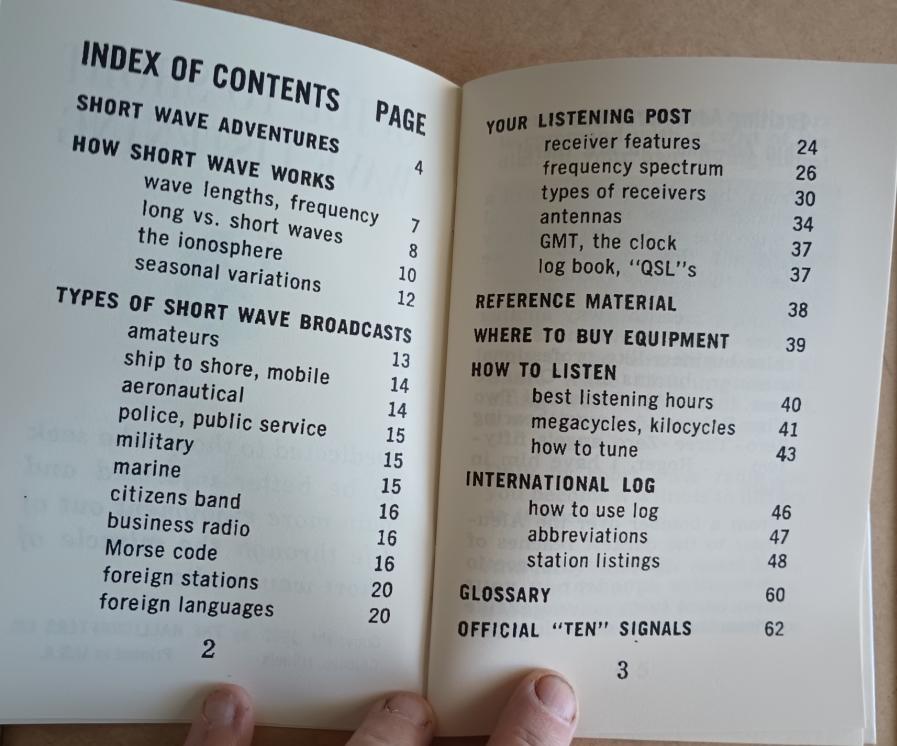 INDEX OF CONTENTS PAGE
SHORT WAVE ADVENTURES 4
HOW SHORT WAVE WORKS
wave lengths, frequency 7
long vs. short waves 8
the ionosphere 10
seasonal variations 12
TYPES OF SHORT WAVE BROADCASTS
amateurs 13
ship to shore, mobile 14
aeronautical 14
police, public service 15
military 15
marine 15
citizens band 16
business radio 16
Morse code 16
foreign stations 20
foreign languages 20
2
YOUR LISTENING POST
receiver features 24
frequency spectrum 26
types of receivers 30
antennas 34
GMT, the clock 37
log book, "QSL"s 37
REFERENCE MATERIAL 38
WHERE TO BUY EQUIPMENT 39
HOW TO LISTEN
best listening hours 40
megacycles, kilocycles 41
how to tune 43
INTERNATIONAL LOG
how to use log 46
abbreviations 47
station listings 48
GLOSSARY 60
OFFICIAL "TEN" SIGNALS 62
3